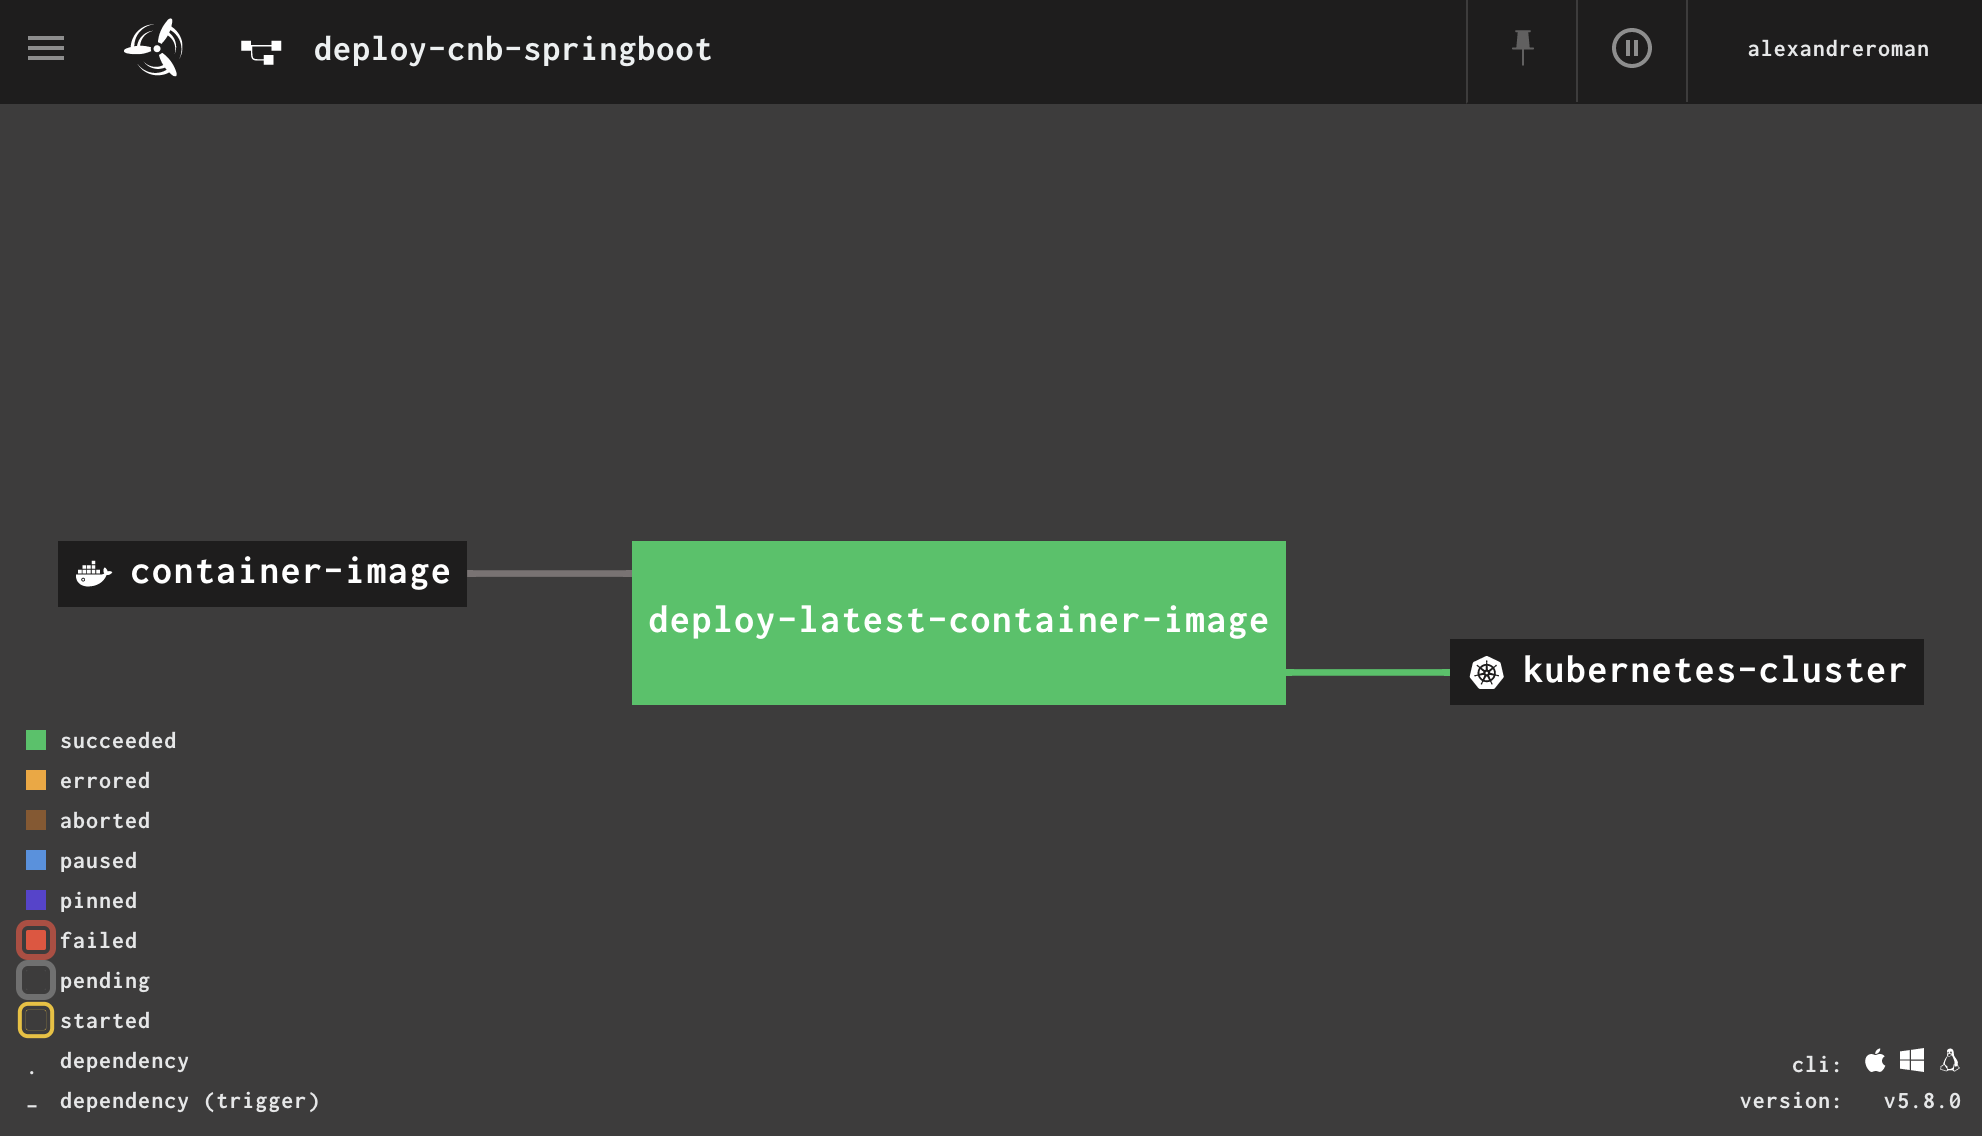 deploy-cnb-springboot
alexandreroman
container-image
deploy-latest-container-image
kubernetes-cluster
succeeded
errored
aborted
paused
pinned
failed
pending
started
. dependency
- dependency (trigger)
cli:
version: v5.8.0